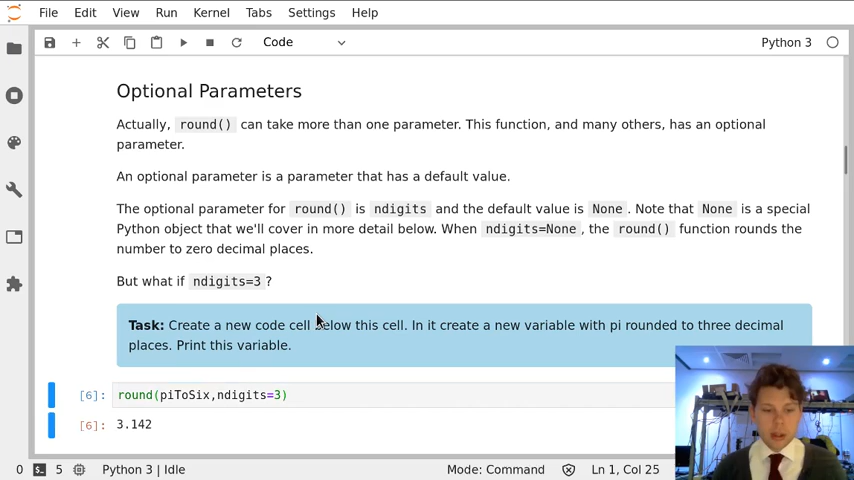 File Edit View Run Kernel Tabs Settings Help
Code Python 3
Optional Parameters
Actually, round() can take more than one parameter. This function, and many others, has an optional
parameter.
An optional parameter is a parameter that has a default value.
The optional parameter for round() is ndigits and the default value is None. Note that None is a special
Python object that we'll cover in more detail below. When ndigits=None, the round() function rounds the
number to zero decimal places.
But what if ndigits=3?
Task: Create a new code cell below this cell. In it create a new variable with pi rounded to three decimal
places. Print this variable.
[6]: round(piToSix,ndigits=3)
[6]: 3.142
0 5 Python 3 | Idle Mode: Command Ln 1, Col 25